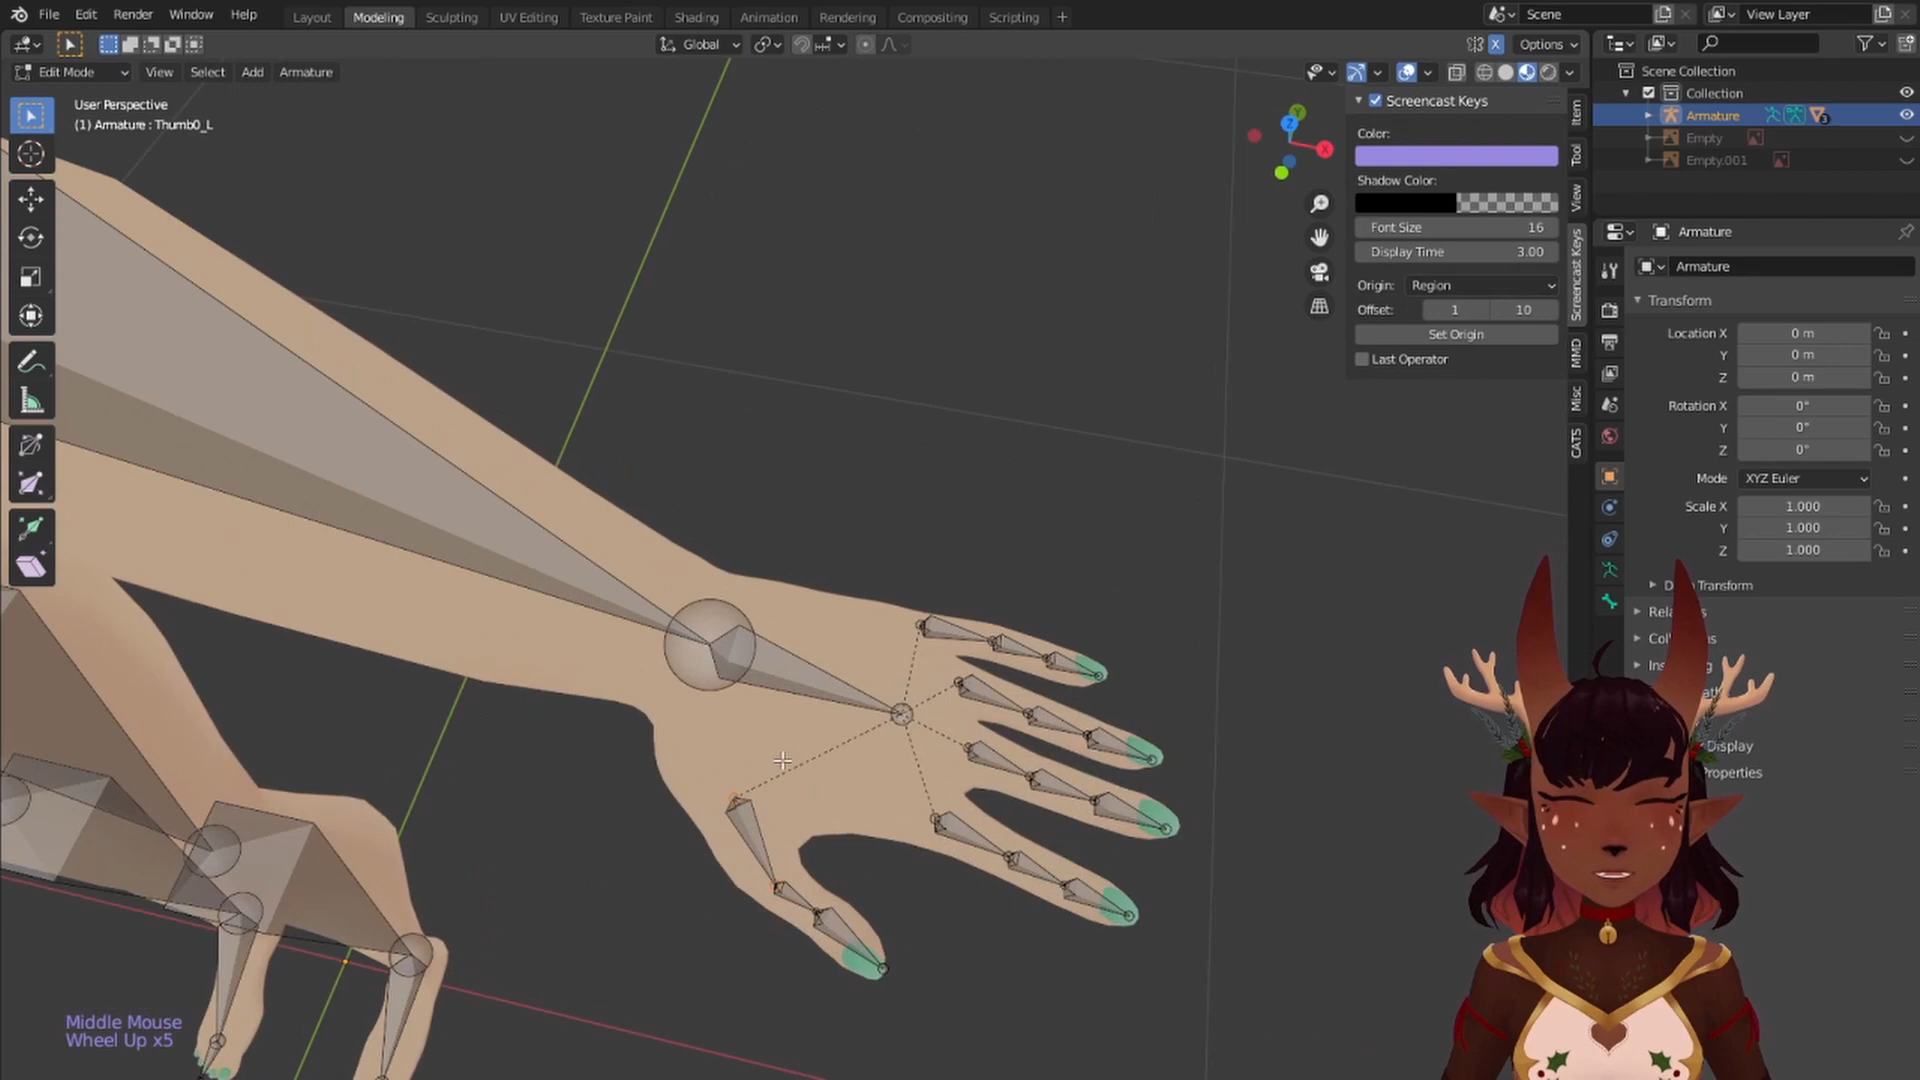 File Edit Render Window Help
Layout Modeling Sculpting UV Editing Texture Paint Shading Animation Rendering Compositing Scripting +
Scene
View Layer
Global
Options
Edit Mode View Select Add Armature
User Perspective
(1) Armature : Thumb0_L
Z
X
Screencast Keys
Color:
Shadow Color:
Font Size 16
Display Time 3.00
Origin: Region
Offset: 1 10
Set Origin
Last Operator
Item
Tool
View
Screencast Keys
MMD
Misc
CATS
Scene Collection
Collection
Armature
Empty
Empty.001
Armature
Armature
Transform
Location X 0 m
Y 0 m
Z 0 m
Rotation X 0°
Y 0°
Z 0°
Mode XYZ Euler
Scale X 1.000
Y 1.000
Z 1.000
Transform
Display
Properties
Middle Mouse
Wheel Up x5